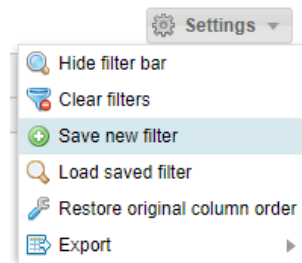 Settings
Hide filter bar
Clear filters
Save new filter
Load saved filter
Restore original column order
Export